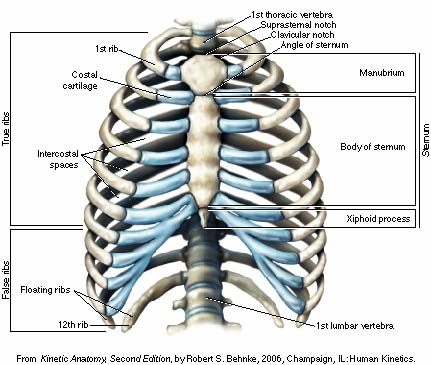 1st thoracic vertebra
Suprasternal notch
Clavicular notch
Angle of sternum
1st rib
Costal
cartilage
Manubrium
True ribs
Sternum
Intercostal
spaces
Body of sternum
Xiphoid process
False ribs
Floating ribs
12th rib
1st lumbar vertebra
From Kinetic Anatomy, Second Edition, by Robert S. Behnke, 2006, Champaign, IL: Human Kinetics.